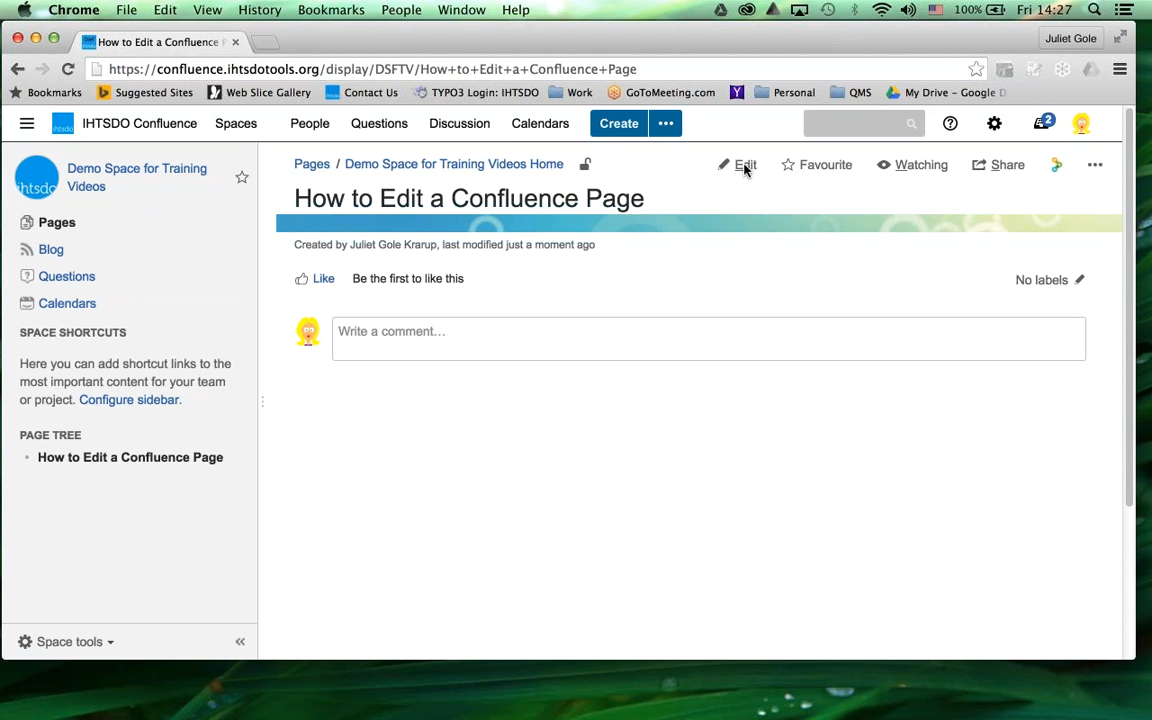 Chrome File Edit View History Bookmarks People Window Help 100% Fri 14:27
How to Edit a Confluence P Juliet Gole
https://confluence.ihtsdotools.org/display/DSFTV/How+to+Edit+a+Confluence+Page
Bookmarks Suggested Sites Web Slice Gallery Contact Us TYPO3 Login: IHTSDO Work GoToMeeting.com Personal QMS My Drive - Google D
ihtsdo IHTSDO Confluence Spaces People Questions Discussion Calendars Create ••• 2
ihtsdo Demo Space for Training Videos
Pages
Blog
Questions
Calendars
SPACE SHORTCUTS
Here you can add shortcut links to the
most important content for your team
or project. Configure sidebar.
PAGE TREE
How to Edit a Confluence Page
Space tools
Pages / Demo Space for Training Videos Home Edit Favourite Watching Share •••
How to Edit a Confluence Page
Created by Juliet Gole Krarup, last modified just a moment ago
Like Be the first to like this No labels
Write a comment…